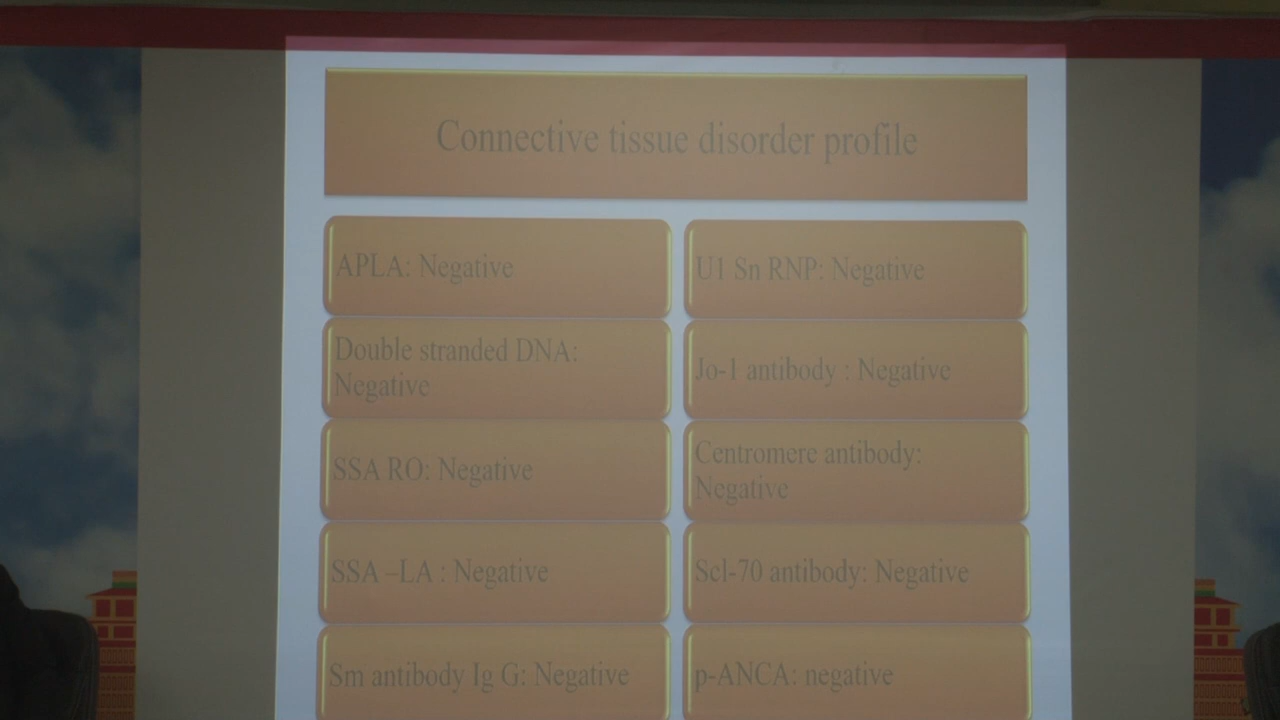 Connective tissue disorder profile
APLA: Negative
U1 Sn RNP: Negative
Double stranded DNA:
Negative
Jo-1 antibody : Negative
SSA RO: Negative
Centromere antibody:
Negative
SSA –LA : Negative
Scl-70 antibody: Negative
Sm antibody Ig G: Negative
p-ANCA: negative